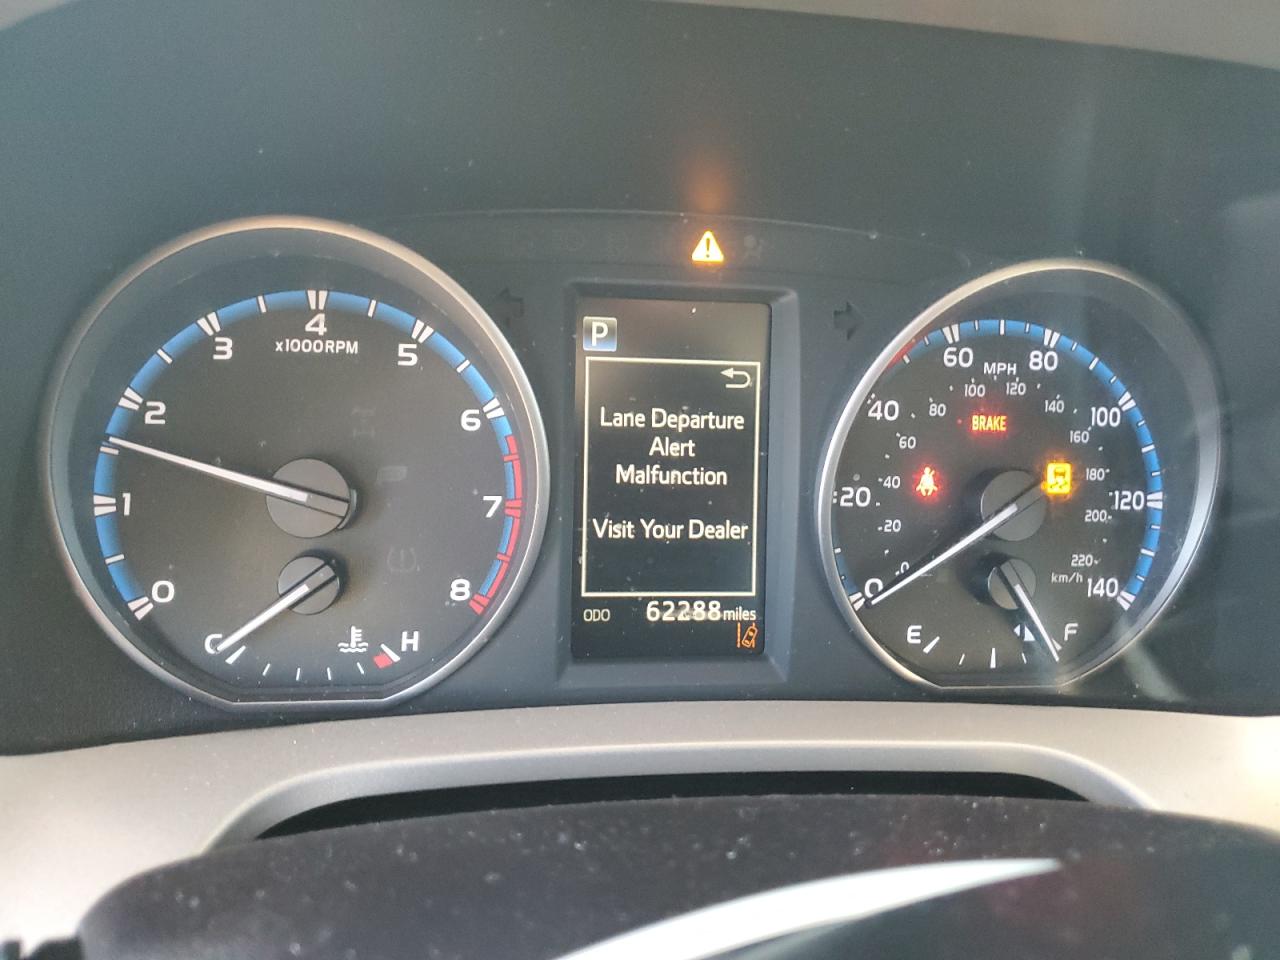 4
3
5
x1000RPM
2
6
1
7
0
8
C
H
P
Lane Departure
Alert
Malfunction
Visit Your Dealer
ODO 62288 miles
60 MPH 80
100 120
40
80
140
100
BRAKE
60
160
20
40
180
120
20
200
0
0
220
km/h
140
E
F